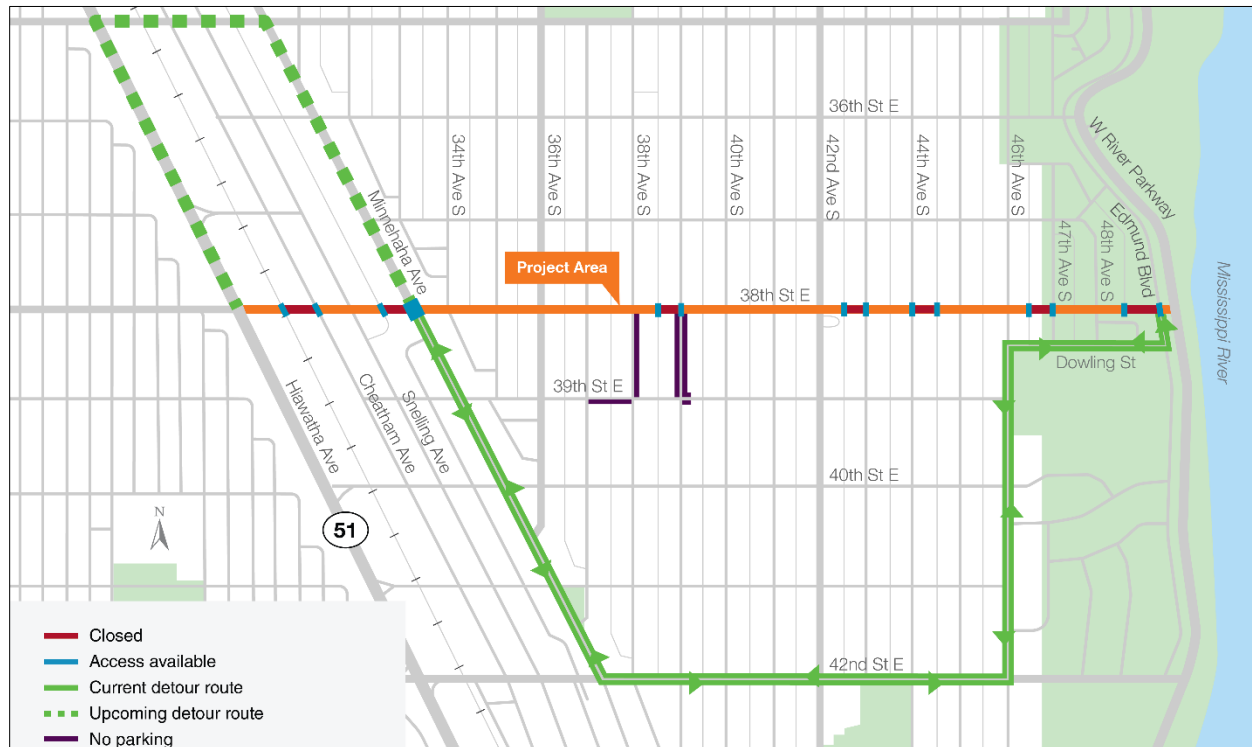 36th St E
W River Parkway
34th Ave S
36th Ave S
38th Ave S
40th Ave S
42nd Ave S
44th Ave S
46th Ave S
47th Ave S
48th Ave S
Edmund Blvd
Minnehaha Ave
Project Area
38th St E
Mississippi River
Dowling St
39th St E
Hiawatha Ave
Cheatham Ave
Snelling Ave
40th St E
51
N
42nd St E
Closed
Access available
Current detour route
Upcoming detour route
No parking